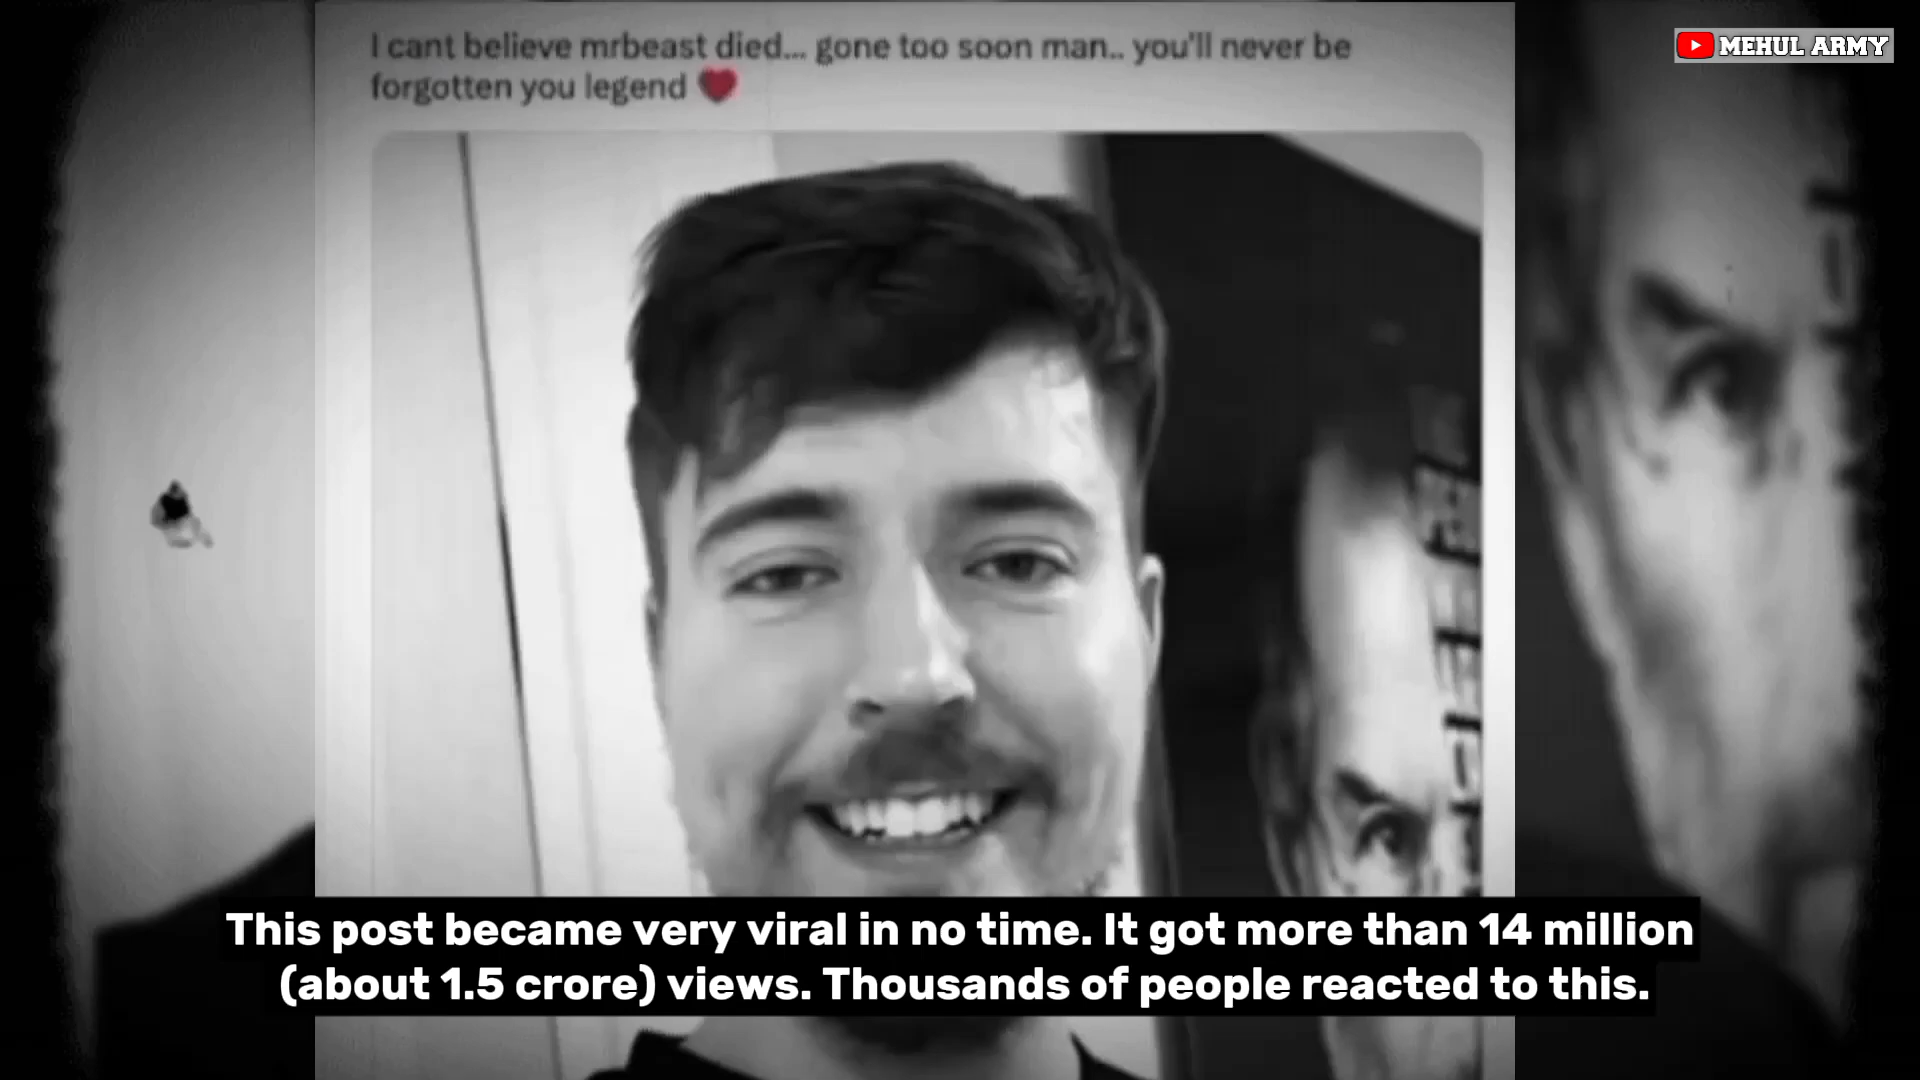 I cant believe mrbeast died... gone too soon man.. you'll never be
forgotten you legend ❤
MEHUL ARMY
This post became very viral in no time. It got more than 14 million
(about 1.5 crore) views. Thousands of people reacted to this.